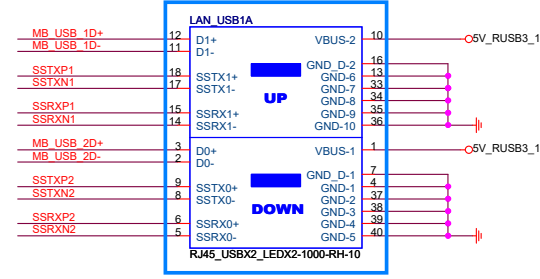 LAN_USB1A
MB_USB_1D+ 12 D1+ VBUS-2 10 5V_RUSB3_1
MB_USB_1D- 11 D1-
GND_D-2 16
SSTXP1 18 SSTX1+ GND-6 13
SSTXN1 17 SSTX1- GND-7 33
UP GND-8 34
SSRXP1 15 SSRX1+ GND-9 35
SSRXN1 14 SSRX1- GND-10 36
MB_USB_2D+ 3 D0+ VBUS-1 1 5V_RUSB3_1
MB_USB_2D- 2 D0-
GND_D-1 7
SSTXP2 9 SSTX0+ GND-1 4
SSTXN2 8 SSTX0- GND-2 37
DOWN GND-3 38
SSRXP2 6 SSRX0+ GND-4 39
SSRXN2 5 SSRX0- GND-5 40
RJ45_USBX2_LEDX2-1000-RH-10